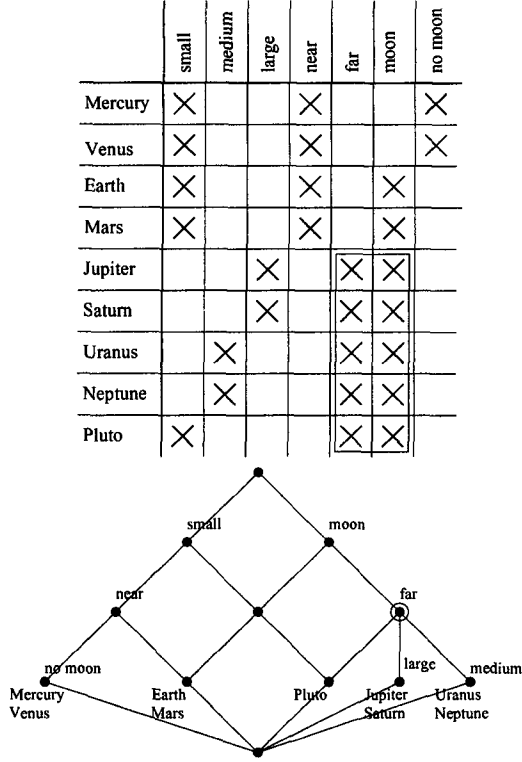 small medium large near far moon no moon
Mercury
Venus
Earth
Mars
Jupiter
Saturn
Uranus
Neptune
Pluto
small moon
near far
no moon large medium
Mercury Earth Pluto Jupiter Uranus
Venus Mars Saturn Neptune